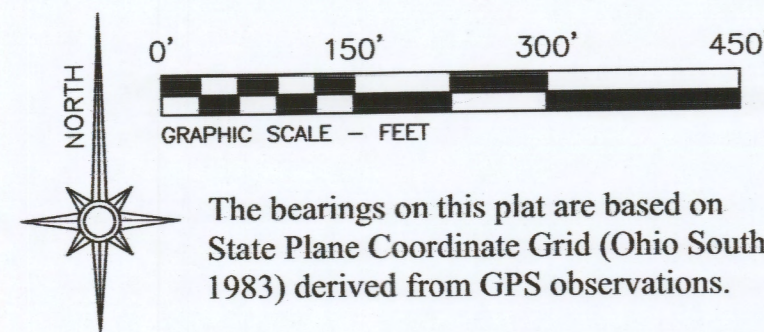 0' 150' 300' 450'
NORTH
GRAPHIC SCALE – FEET
The bearings on this plat are based on
State Plane Coordinate Grid (Ohio South
1983) derived from GPS observations.